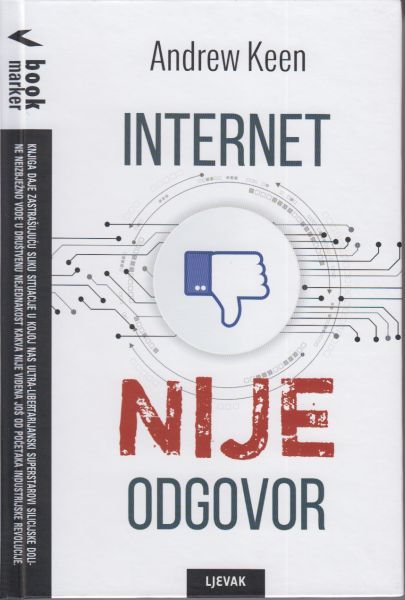 book
marker
KNJIGA DAJE ZASTRAŠUJUĆU SLIKU SITUACIJE U KOJOJ NAS ULTRA-LIBERTARIJANSKI SUPERSTAROVI SILICIJSKE DOLI-
NE NEIZBJEŽNO VODE U DRUŠTVENU NEJEDNAKOST KAKVA NIJE VIĐENA JOŠ OD POČETAKA INDUSTRIJSKE REVOLUCIJE.
Andrew Keen
INTERNET
NIJE
ODGOVOR
LJEVAK